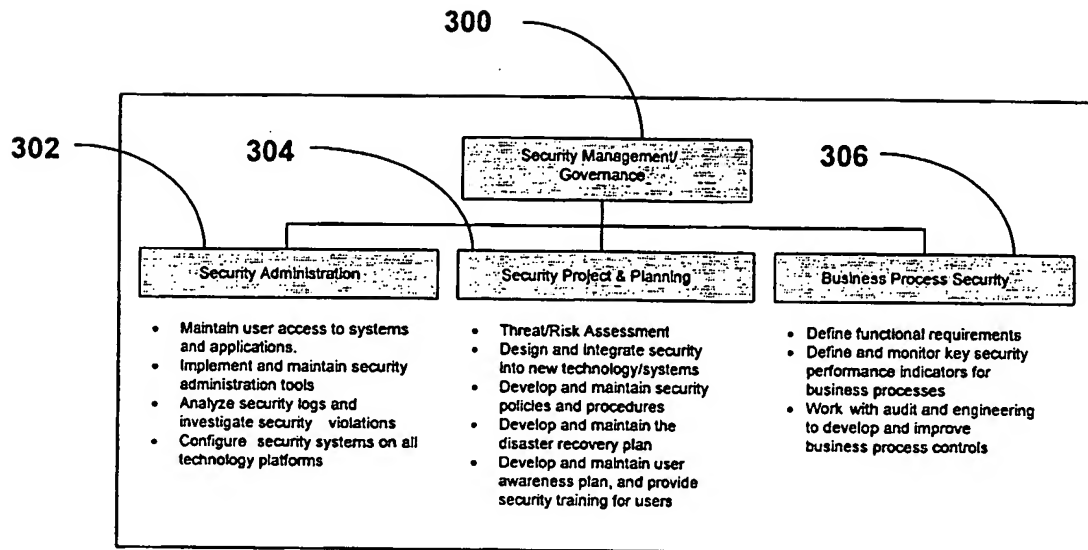 300
302
304
306
Security Management/
Governance
Security Administration
Security Project & Planning
Business Process Security
• Maintain user access to systems
and applications.
• Implement and maintain security
administration tools
• Analyze security logs and
investigate security violations
• Configure security systems on all
technology platforms
• Threat/Risk Assessment
• Design and integrate security
into new technology/systems
• Develop and maintain security
policies and procedures
• Develop and maintain the
disaster recovery plan
• Develop and maintain user
awareness plan, and provide
security training for users
• Define functional requirements
• Define and monitor key security
performance indicators for
business processes
• Work with audit and engineering
to develop and improve
business process controls